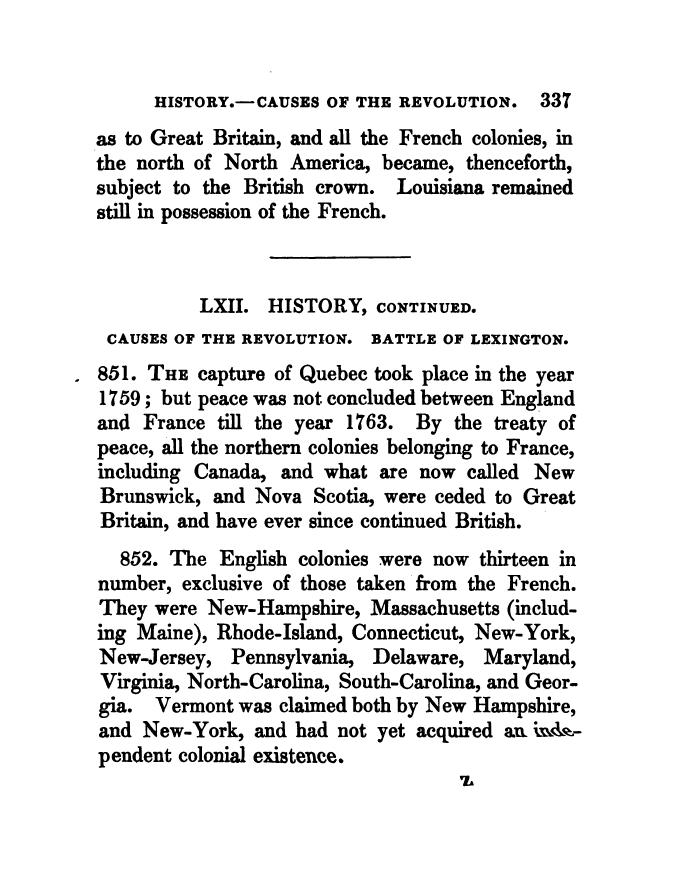 HISTORY.—CAUSES OF THE REVOLUTION. 337
as to Great Britain, and all the French colonies, in
the north of North America, became, thenceforth,
subject to the British crown. Louisiana remained
still in possession of the French.
LXII. HISTORY, CONTINUED.
CAUSES OF THE REVOLUTION. BATTLE OF LEXINGTON.
851. THE capture of Quebec took place in the year
1759; but peace was not concluded between England
and France till the year 1763. By the treaty of
peace, all the northern colonies belonging to France,
including Canada, and what are now called New
Brunswick, and Nova Scotia, were ceded to Great
Britain, and have ever since continued British.
852. The English colonies were now thirteen in
number, exclusive of those taken from the French.
They were New-Hampshire, Massachusetts (includ-
ing Maine), Rhode-Island, Connecticut, New-York,
New-Jersey, Pennsylvania, Delaware, Maryland,
Virginia, North-Carolina, South-Carolina, and Geor-
gia. Vermont was claimed both by New Hampshire,
and New-York, and had not yet acquired an inde-
pendent colonial existence.
Z